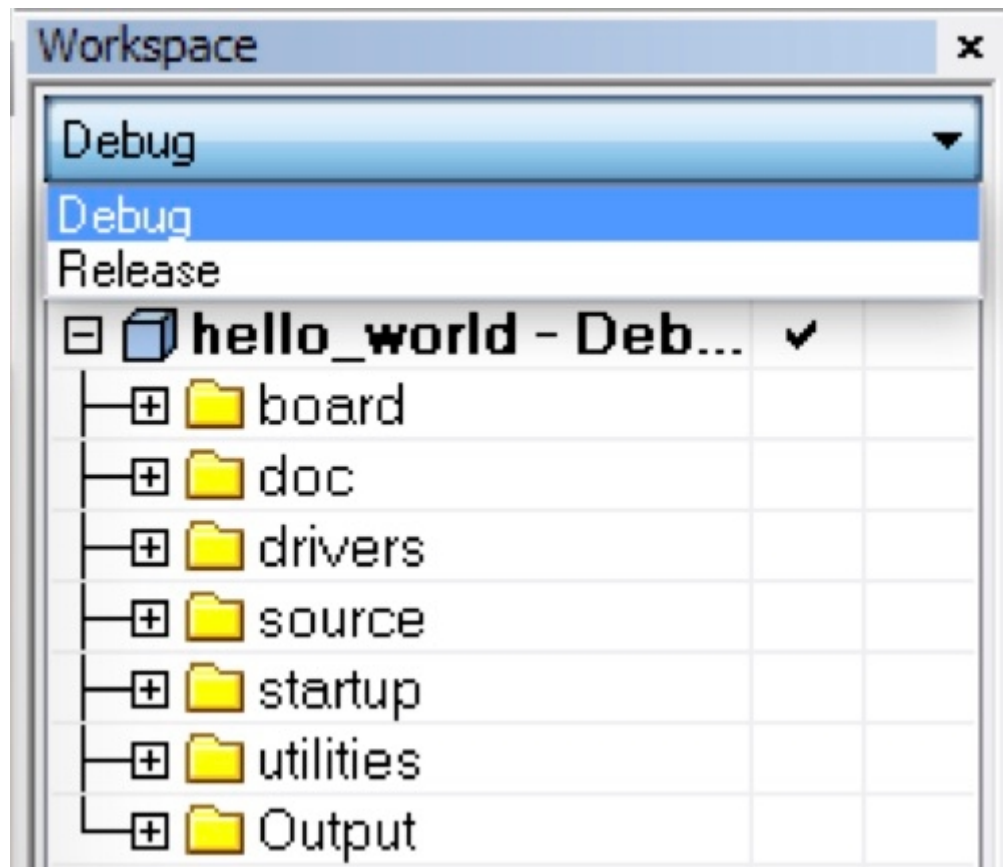 Workspace
Debug
Debug
Release
hello_world - Deb...
board
doc
drivers
source
startup
utilities
Output